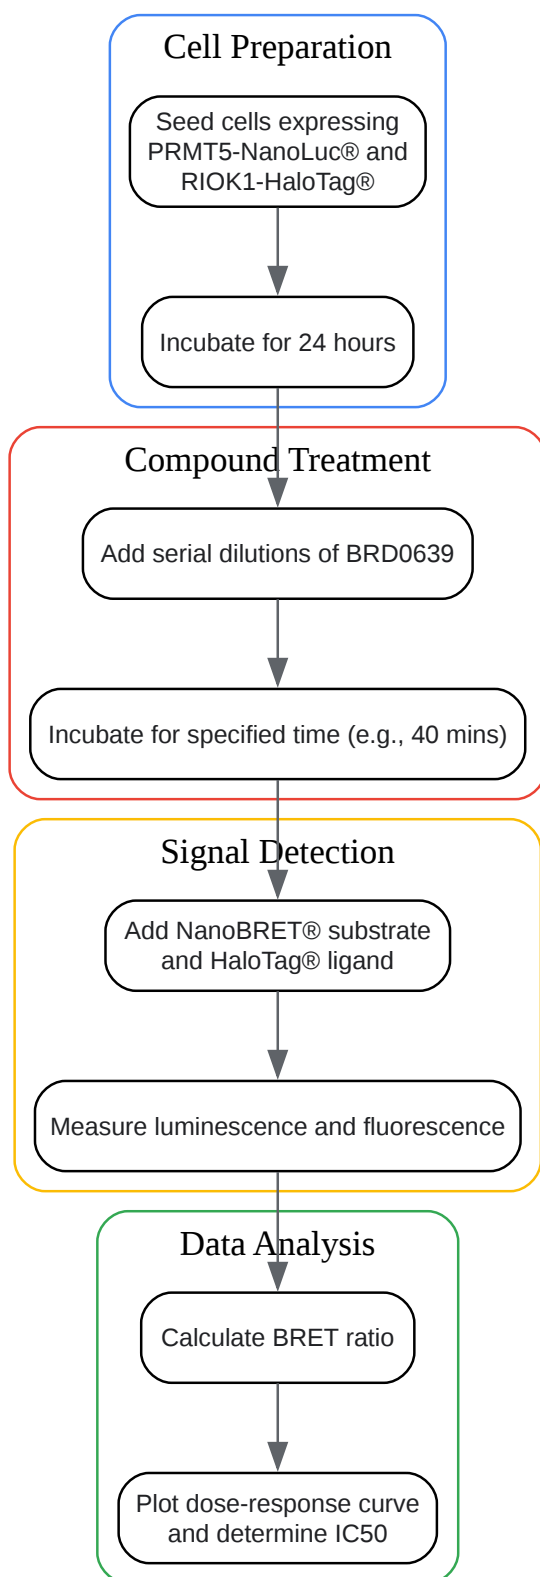 Cell Preparation
Seed cells expressing
PRMT5-NanoLuc® and
RIOK1-HaloTag®
Incubate for 24 hours
Compound Treatment
Add serial dilutions of BRD0639
Incubate for specified time (e.g., 40 mins)
Signal Detection
Add NanoBRET® substrate
and HaloTag® ligand
Measure luminescence and fluorescence
Data Analysis
Calculate BRET ratio
Plot dose-response curve
and determine IC50